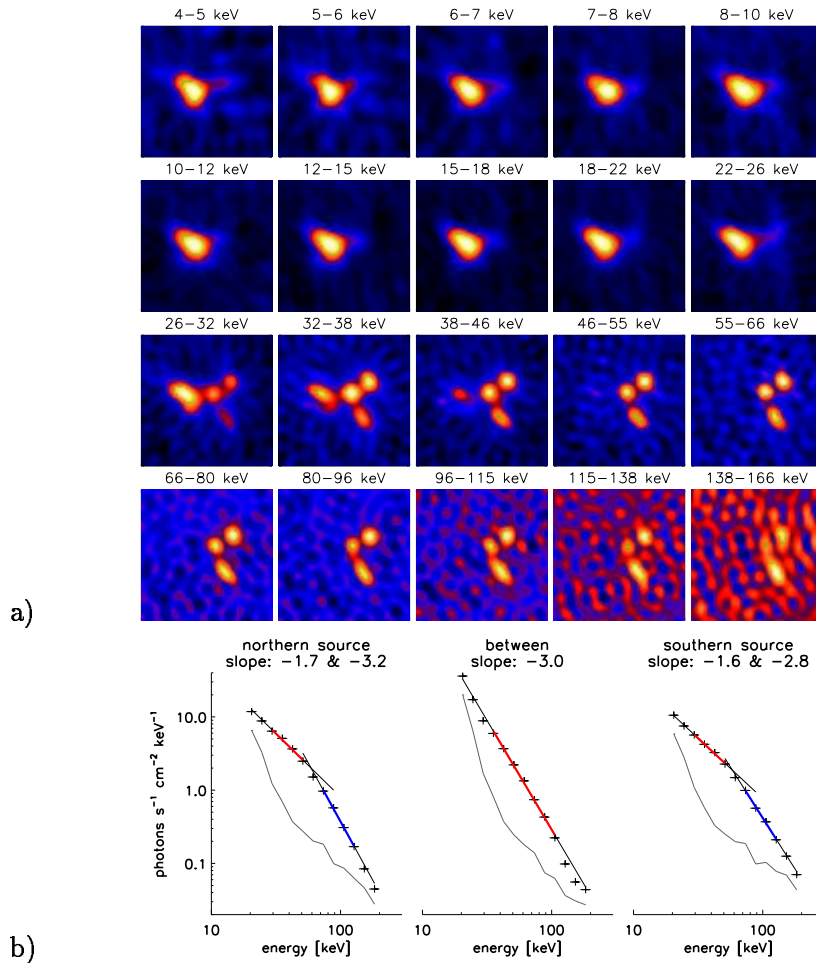 4−5 keV 5−6 keV 6−7 keV 7−8 keV 8−10 keV
10−12 keV 12−15 keV 15−18 keV 18−22 keV 22−26 keV
26−32 keV 32−38 keV 38−46 keV 46−55 keV 55−66 keV
66−80 keV 80−96 keV 96−115 keV 115−138 keV 138−166 keV
a)
northern source between southern source
slope: −1.7 & −3.2 slope: −3.0 slope: −1.6 & −2.8
photons s⁻¹ cm⁻² keV⁻¹
10.0
1.0
0.1
10 100 10 100 10 100
energy [keV] energy [keV] energy [keV]
b)